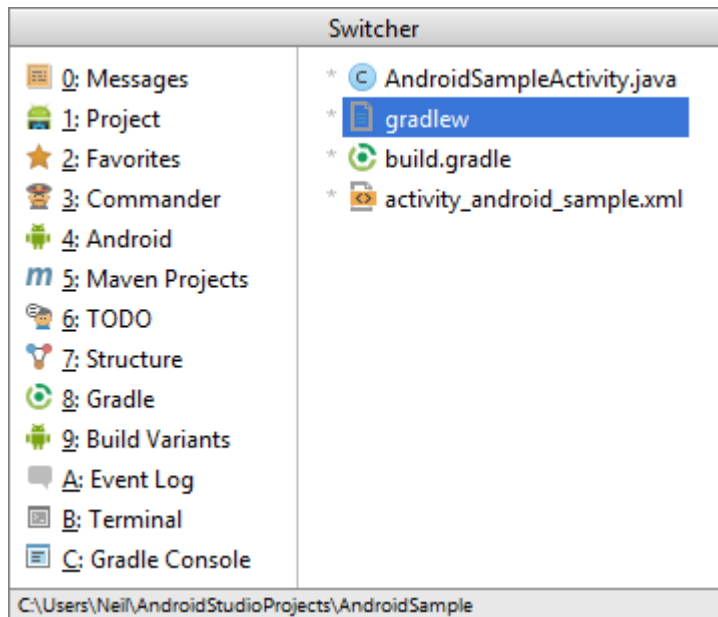 Switcher
0: Messages
1: Project
2: Favorites
3: Commander
4: Android
5: Maven Projects
6: TODO
7: Structure
8: Gradle
9: Build Variants
A: Event Log
B: Terminal
C: Gradle Console
* AndroidSampleActivity.java
* gradlew
* build.gradle
* activity_android_sample.xml
C:\Users\Neil\AndroidStudioProjects\AndroidSample